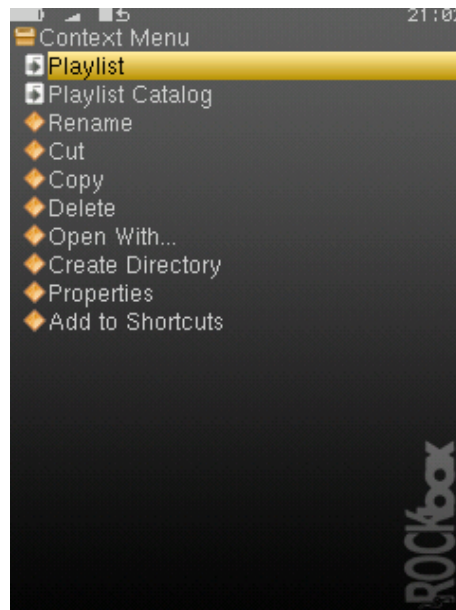 21:02
Context Menu
Playlist
Playlist Catalog
Rename
Cut
Copy
Delete
Open With...
Create Directory
Properties
Add to Shortcuts
ROCKbox